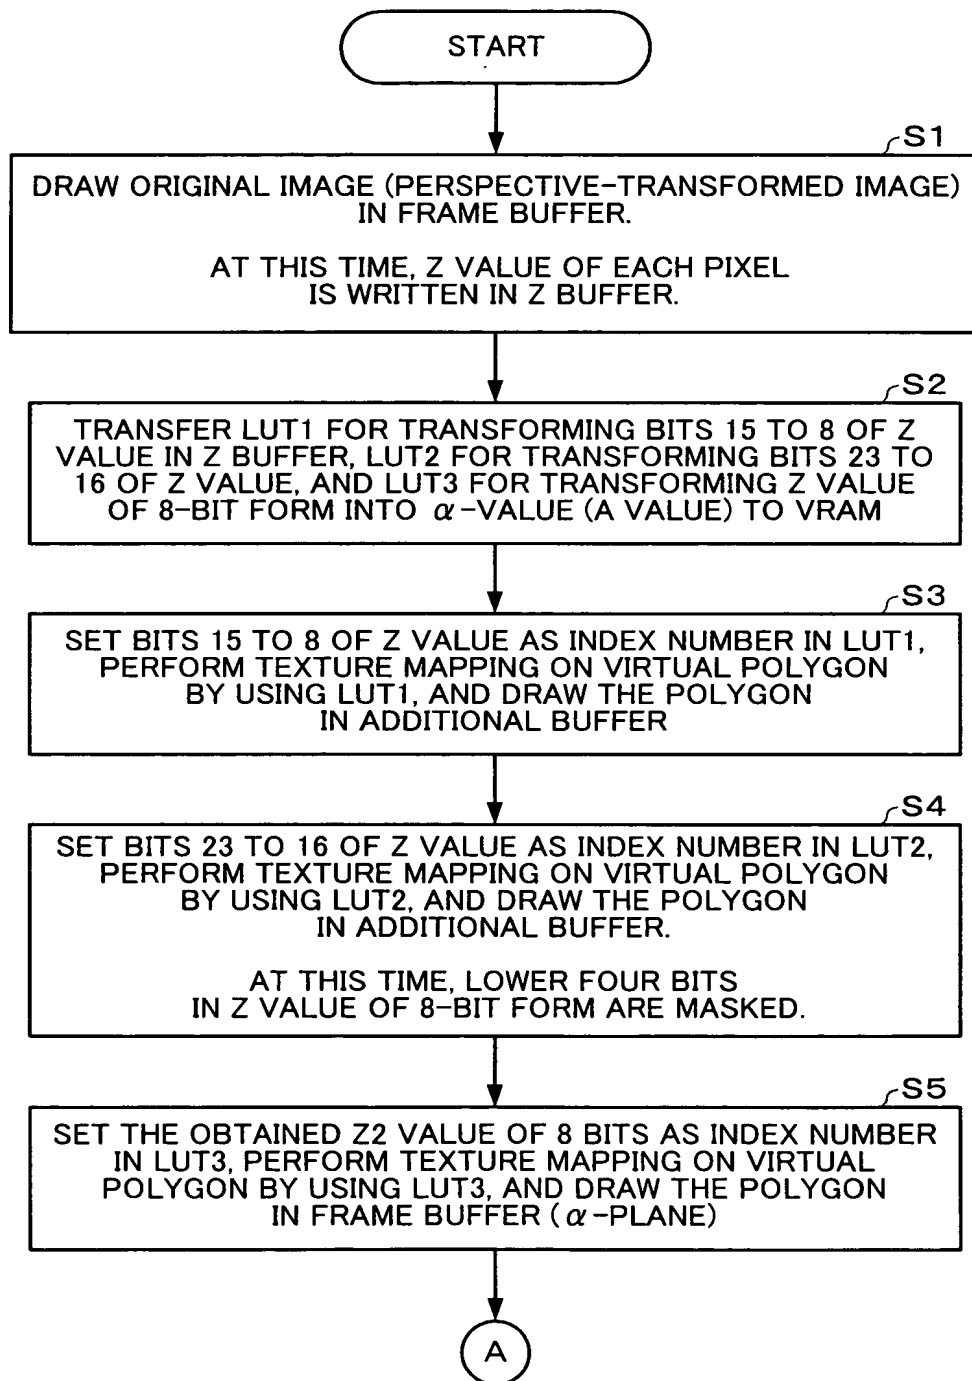 START
S1
DRAW ORIGINAL IMAGE (PERSPECTIVE-TRANSFORMED IMAGE)
IN FRAME BUFFER.
AT THIS TIME, Z VALUE OF EACH PIXEL
IS WRITTEN IN Z BUFFER.
S2
TRANSFER LUT1 FOR TRANSFORMING BITS 15 TO 8 OF Z
VALUE IN Z BUFFER, LUT2 FOR TRANSFORMING BITS 23 TO
16 OF Z VALUE, AND LUT3 FOR TRANSFORMING Z VALUE
OF 8-BIT FORM INTO α-VALUE (A VALUE) TO VRAM
S3
SET BITS 15 TO 8 OF Z VALUE AS INDEX NUMBER IN LUT1,
PERFORM TEXTURE MAPPING ON VIRTUAL POLYGON
BY USING LUT1, AND DRAW THE POLYGON
IN ADDITIONAL BUFFER
S4
SET BITS 23 TO 16 OF Z VALUE AS INDEX NUMBER IN LUT2,
PERFORM TEXTURE MAPPING ON VIRTUAL POLYGON
BY USING LUT2, AND DRAW THE POLYGON
IN ADDITIONAL BUFFER.
AT THIS TIME, LOWER FOUR BITS
IN Z VALUE OF 8-BIT FORM ARE MASKED.
S5
SET THE OBTAINED Z2 VALUE OF 8 BITS AS INDEX NUMBER
IN LUT3, PERFORM TEXTURE MAPPING ON VIRTUAL
POLYGON BY USING LUT3, AND DRAW THE POLYGON
IN FRAME BUFFER (α-PLANE)
A